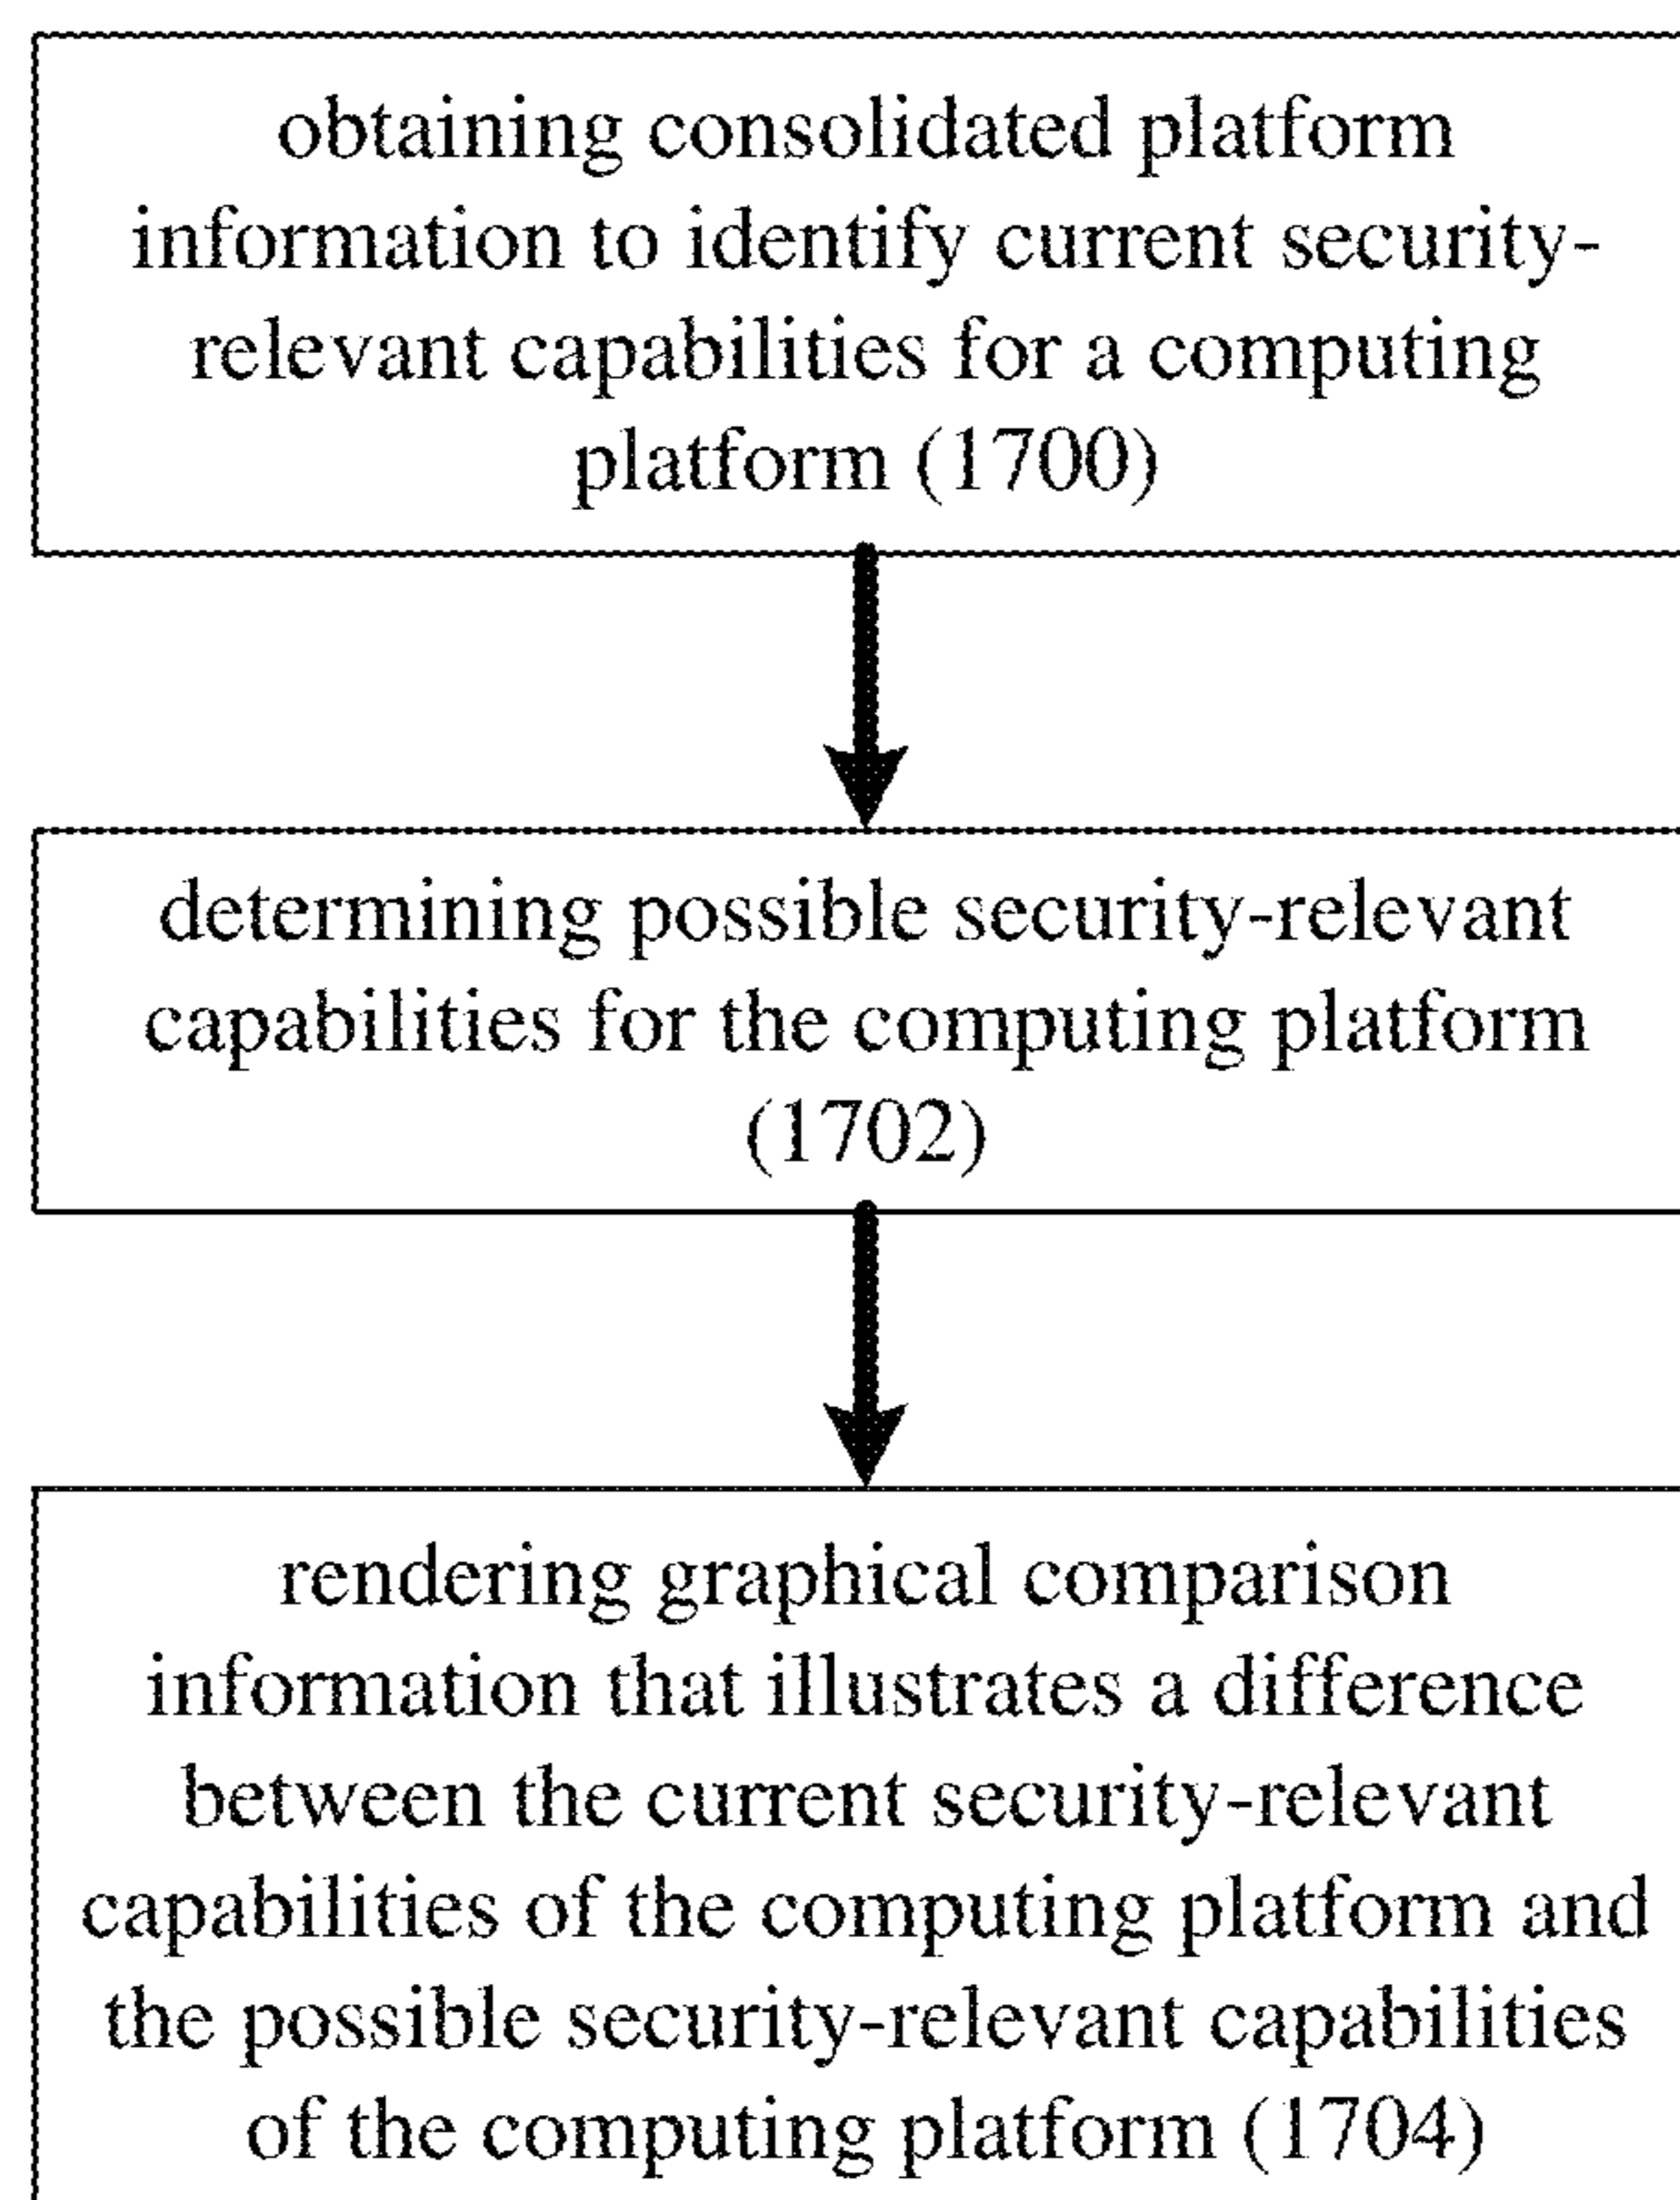 obtaining consolidated platform
information to identify current security-
relevant capabilities for a computing
platform (1700)
determining possible security-relevant
capabilities for the computing platform
(1702)
rendering graphical comparison
information that illustrates a difference
between the current security-relevant
capabilities of the computing platform and
the possible security-relevant capabilities
of the computing platform (1704)